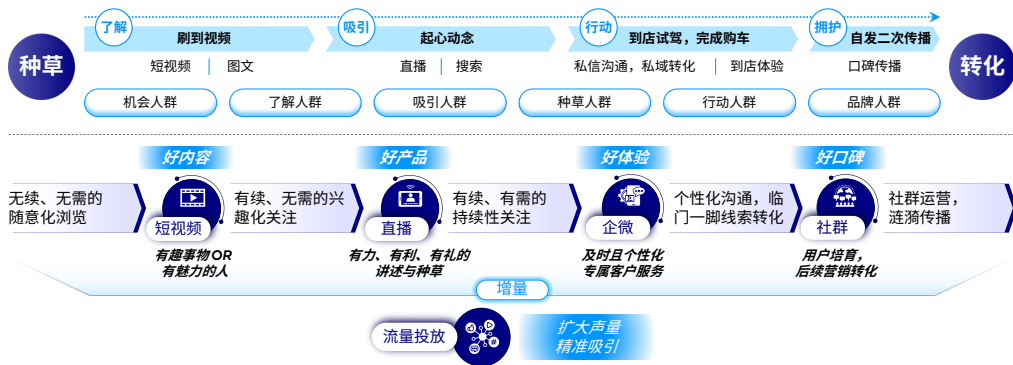 了解
吸引
行动
拥护
刷到视频
起心动念
到店试驾，完成购车
自发二次传播
种草
转化
短视频
图文
直播
搜索
私信沟通，私域转化
到店体验
口碑传播
机会人群
了解人群
吸引人群
种草人群
行动人群
品牌人群
好内容
好产品
好体验
好口碑
无续、无需的
随意化浏览
短视频
有续、无需的兴
趣化关注
直播
有续、有需的
持续性关注
企微
个性化沟通，临
门一脚线索转化
社群
社群运营，
涟漪传播
有趣事物OR
有魅力的人
有力、有利、有礼的
讲述与种草
及时且个性化
专属客户服务
用户培育，
后续营销转化
增量
流量投放
扩大声量
精准吸引